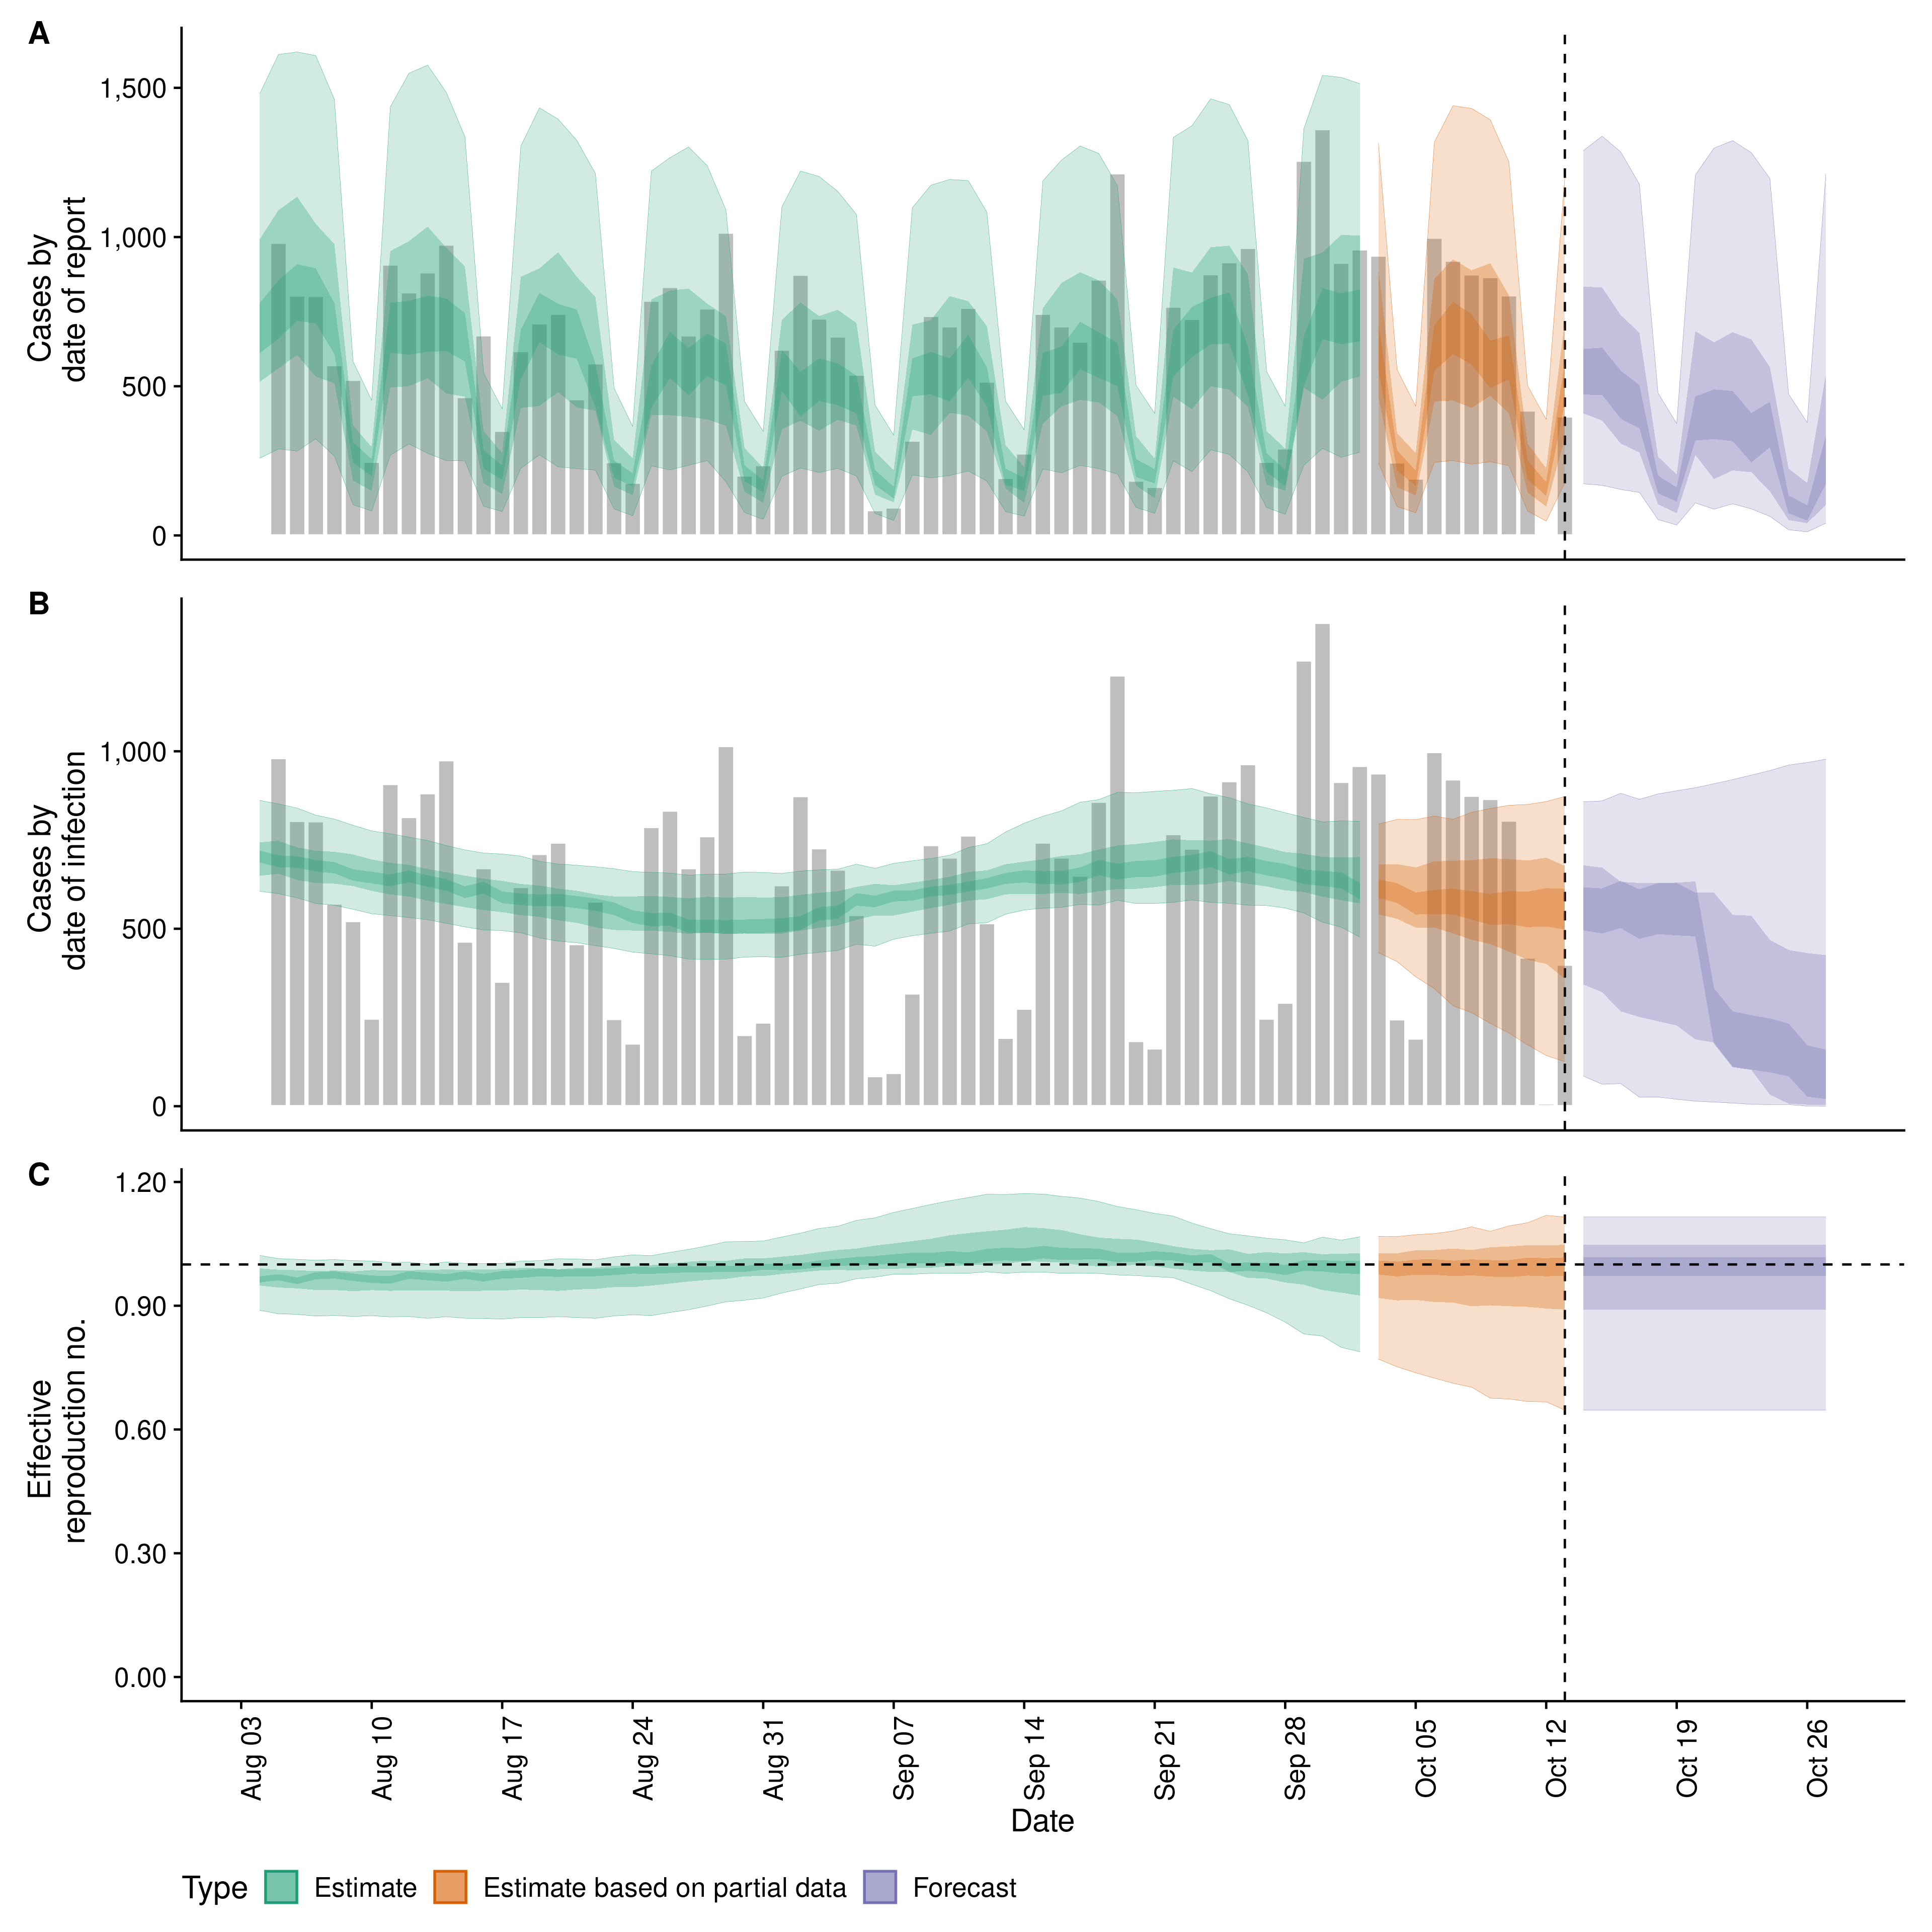 A
Cases by
date of report
1,500
1,000
500
0
B
Cases by
date of infection
1,000
500
0
C
Effective
reproduction no.
1.20
0.90
0.60
0.30
0.00
Aug 03
Aug 10
Aug 17
Aug 24
Aug 31
Sep 07
Sep 14
Sep 21
Sep 28
Oct 05
Oct 12
Oct 19
Oct 26
Date
Type Estimate Estimate based on partial data Forecast